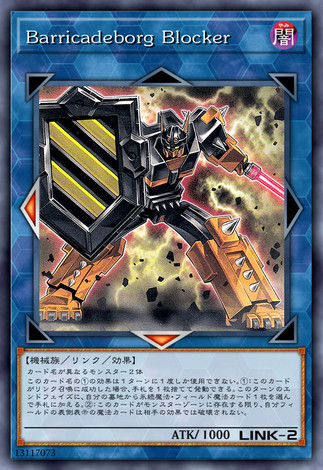 Barricadeborg Blocker
やみ
闇
【機械族／リンク／効果】
カード名が異なるモンスター２体
このカード名の①の効果は１ターンに１度しか使用できない。①：このカード
がリンク召喚に成功した場合、手札を１枚捨てて発動できる。このターンのエ
ンドフェイズに、自分の墓地から永続魔法・フィールド魔法カード１枚を選ん
で手札に加える。②：このカードがモンスターゾーンに存在する限り、自分フィ
ールドの表側表示の魔法カードは相手の効果では破壊されない。
ATK/1000 LINK-2
13117073